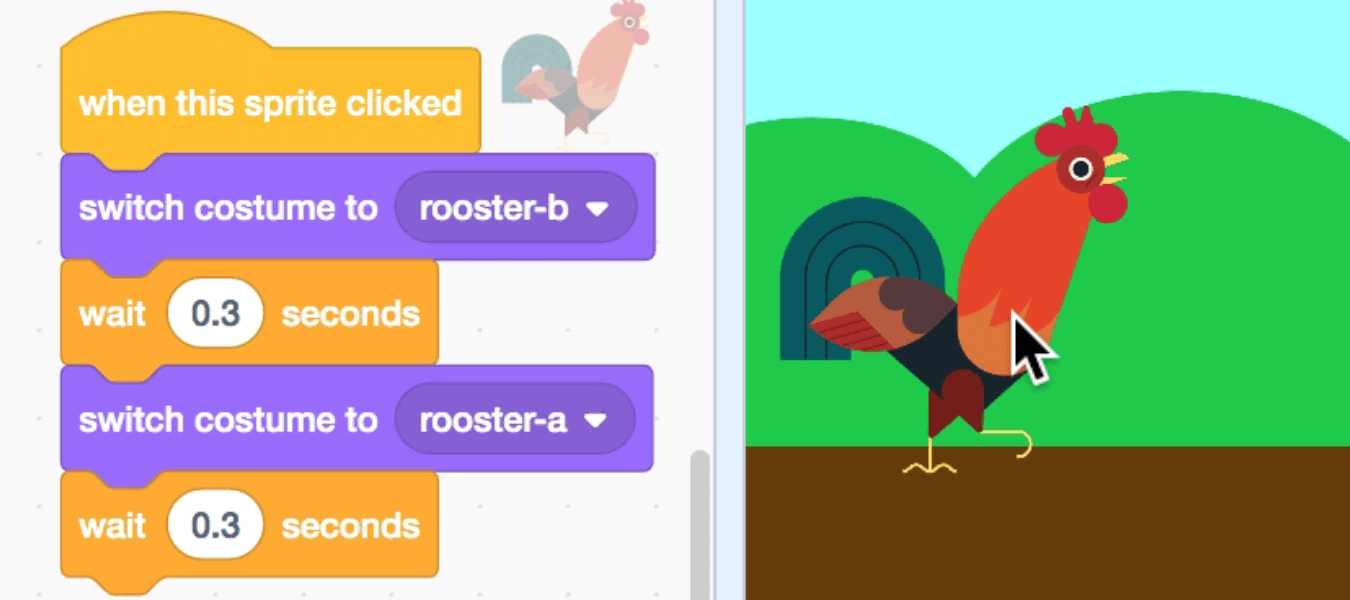 when this sprite clicked
switch costume to rooster-b
wait 0.3 seconds
switch costume to rooster-a
wait 0.3 seconds